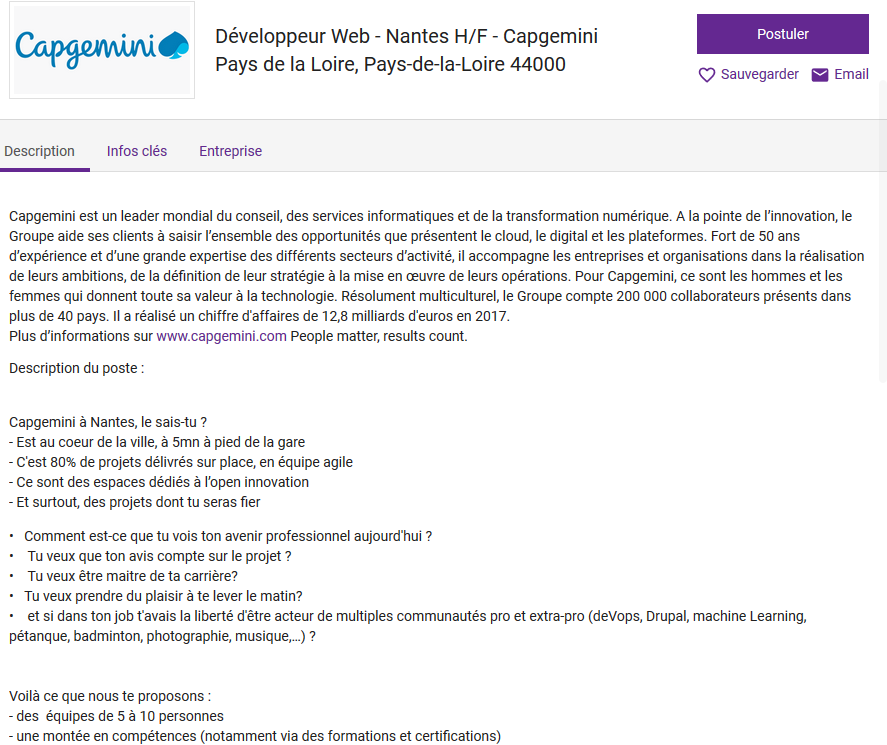 Capgemini
Développeur Web - Nantes H/F - Capgemini
Pays de la Loire, Pays-de-la-Loire 44000
Postuler
Sauvegarder
Email
Description
Infos clés
Entreprise
Capgemini est un leader mondial du conseil, des services informatiques et de la transformation numérique. A la pointe de l’innovation, le
Groupe aide ses clients à saisir l’ensemble des opportunités que présentent le cloud, le digital et les plateformes. Fort de 50 ans
d’expérience et d’une grande expertise des différents secteurs d’activité, il accompagne les entreprises et organisations dans la réalisation
de leurs ambitions, de la définition de leur stratégie à la mise en œuvre de leurs opérations. Pour Capgemini, ce sont les hommes et les
femmes qui donnent toute sa valeur à la technologie. Résolument multiculturel, le Groupe compte 200 000 collaborateurs présents dans
plus de 40 pays. Il a réalisé un chiffre d'affaires de 12,8 milliards d'euros en 2017.
Plus d’informations sur www.capgemini.com People matter, results count.
Description du poste :
Capgemini à Nantes, le sais-tu ?
- Est au coeur de la ville, à 5mn à pied de la gare
- C'est 80% de projets délivrés sur place, en équipe agile
- Ce sont des espaces dédiés à l’open innovation
- Et surtout, des projets dont tu seras fier
• Comment est-ce que tu vois ton avenir professionnel aujourd'hui ?
• Tu veux que ton avis compte sur le projet ?
• Tu veux être maitre de ta carrière?
• Tu veux prendre du plaisir à te lever le matin?
• et si dans ton job t'avais la liberté d'être acteur de multiples communautés pro et extra-pro (deVops, Drupal, machine Learning,
pétanque, badminton, photographie, musique,…) ?
Voilà ce que nous te proposons :
- des équipes de 5 à 10 personnes
- une montée en compétences (notamment via des formations et certifications)